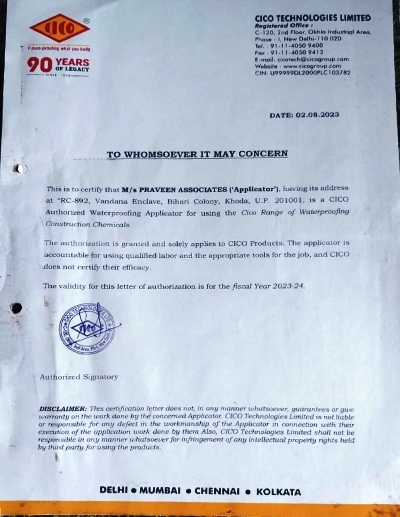 CICO
Future-proofing what you build
90 YEARS
OF LEGACY
SINCE 1933
CICO TECHNOLOGIES LIMITED
Registered Office :
C-120, 2nd Floor, Okhla Industrial Area,
Phase - I, New Delhi-110 020
Tel. : 91-11-4050 9400
Fax : 91-11-4050 9413
E-mail: cicotech@cicogroup.com
Website : www.cicogroup.com
CIN: U99999DL2000PLC103782
DATE: 02.08.2023
TO WHOMSOEVER IT MAY CONCERN
This is to certify that M/s PRAVEEN ASSOCIATES ('Applicator'), having its address
at "RC-892, Vandana Enclave, Bihari Colony, Khoda, U.P. 201001, is a CICO
Authorized Waterproofing Applicator for using the Cico Range of Waterproofing
Construction Chemicals.
The authorization is granted and solely applies to CICO Products. The applicator is
accountable for using qualified labor and the appropriate tools for the job, and CICO
does not certify their efficacy.
The validity for this letter of authorization is for the fiscal Year 2023-24.
CICO
Authorized Signatory
DISCLAIMER: This certification letter does not, in any manner whatsoever, guarantees or give
warranty on the work done by the concerned Applicator. CICO Technologies Limited is not liable
or responsible for any defect in the workmanship of the Applicator in connection with their
execution of the application work done by them Also, CICO Technologies Limited shall not be
responsible in any manner whatsoever for infringement of any intellectual property rights held
by third party for using the products.
DELHI ● MUMBAI ● CHENNAI ● KOLKATA